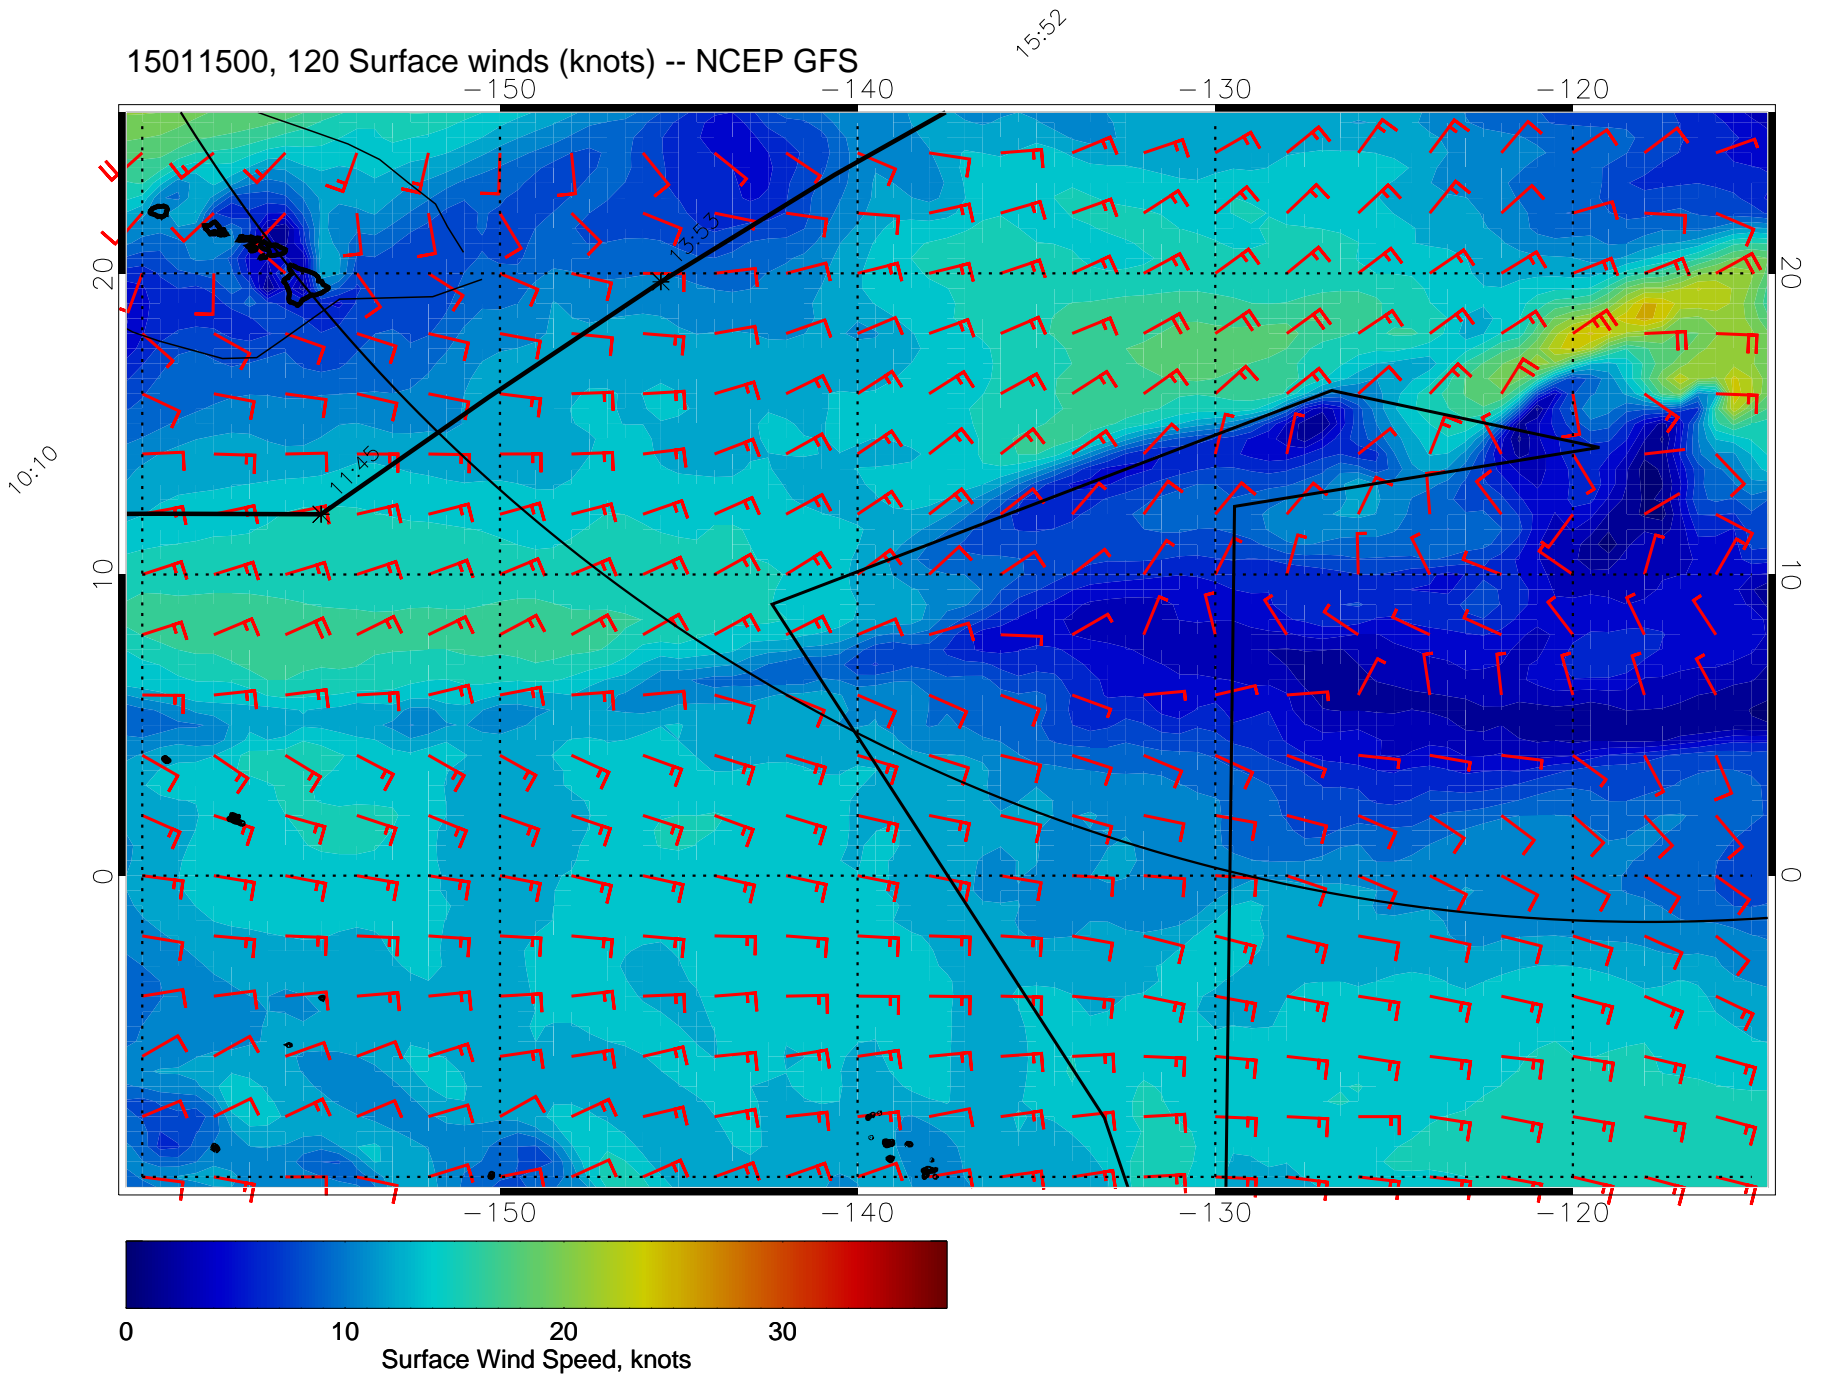 15:52
15011500, 120 Surface winds (knots) -- NCEP GFS
-150 -140 -130 -120
13:53
20 20
11:45
10:10
10 10
0 0
-150 -140 -130 -120
0 10 20 30
Surface Wind Speed, knots